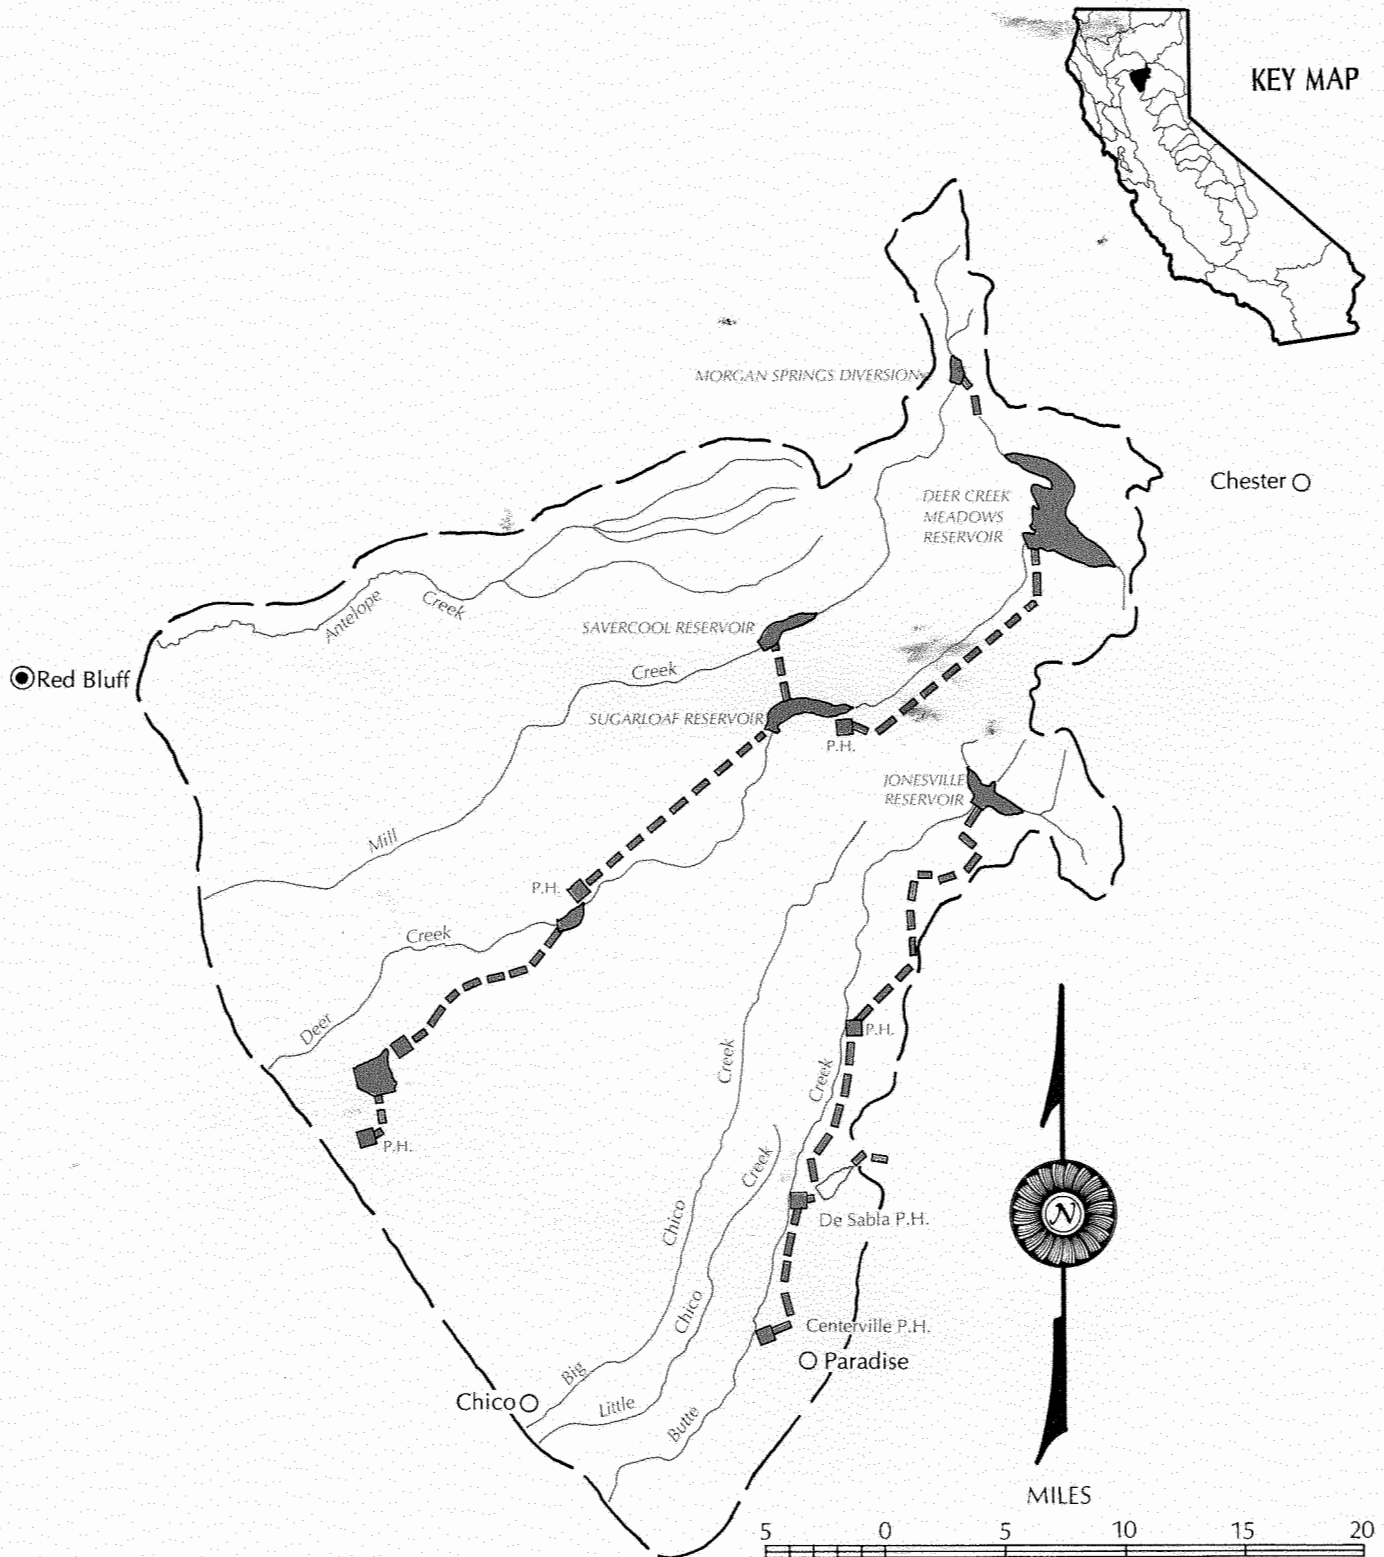 KEY MAP
MORGAN SPRINGS DIVERSION
Chester
DEER CREEK
MEADOWS
RESERVOIR
Antelope
Creek
SAVERCOOL RESERVOIR
Creek
Red Bluff
SUGARLOAF RESERVOIR
P.H.
JONESVILLE
RESERVOIR
Mill
P.H.
Creek
Deer
P.H.
Creek
Creek
P.H.
Creek
Chico
De Sabla P.H.
N
Chico
Centerville P.H.
Paradise
Big
Chico
Little
Butte
MILES
5 0 5 10 15 20